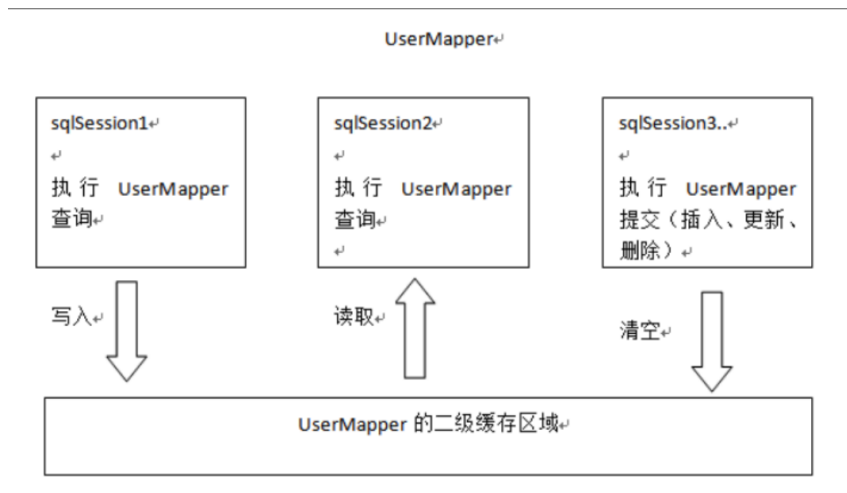 UserMapper↵
sqlSession1↵
↵
执行 UserMapper
查询↵
sqlSession2↵
↵
执行 UserMapper
查询↵
↵
sqlSession3..↵
↵
执行 UserMapper
提交（插入、更新、
删除）↵
写入↵
读取↵
清空↵
UserMapper 的二级缓存区域↵